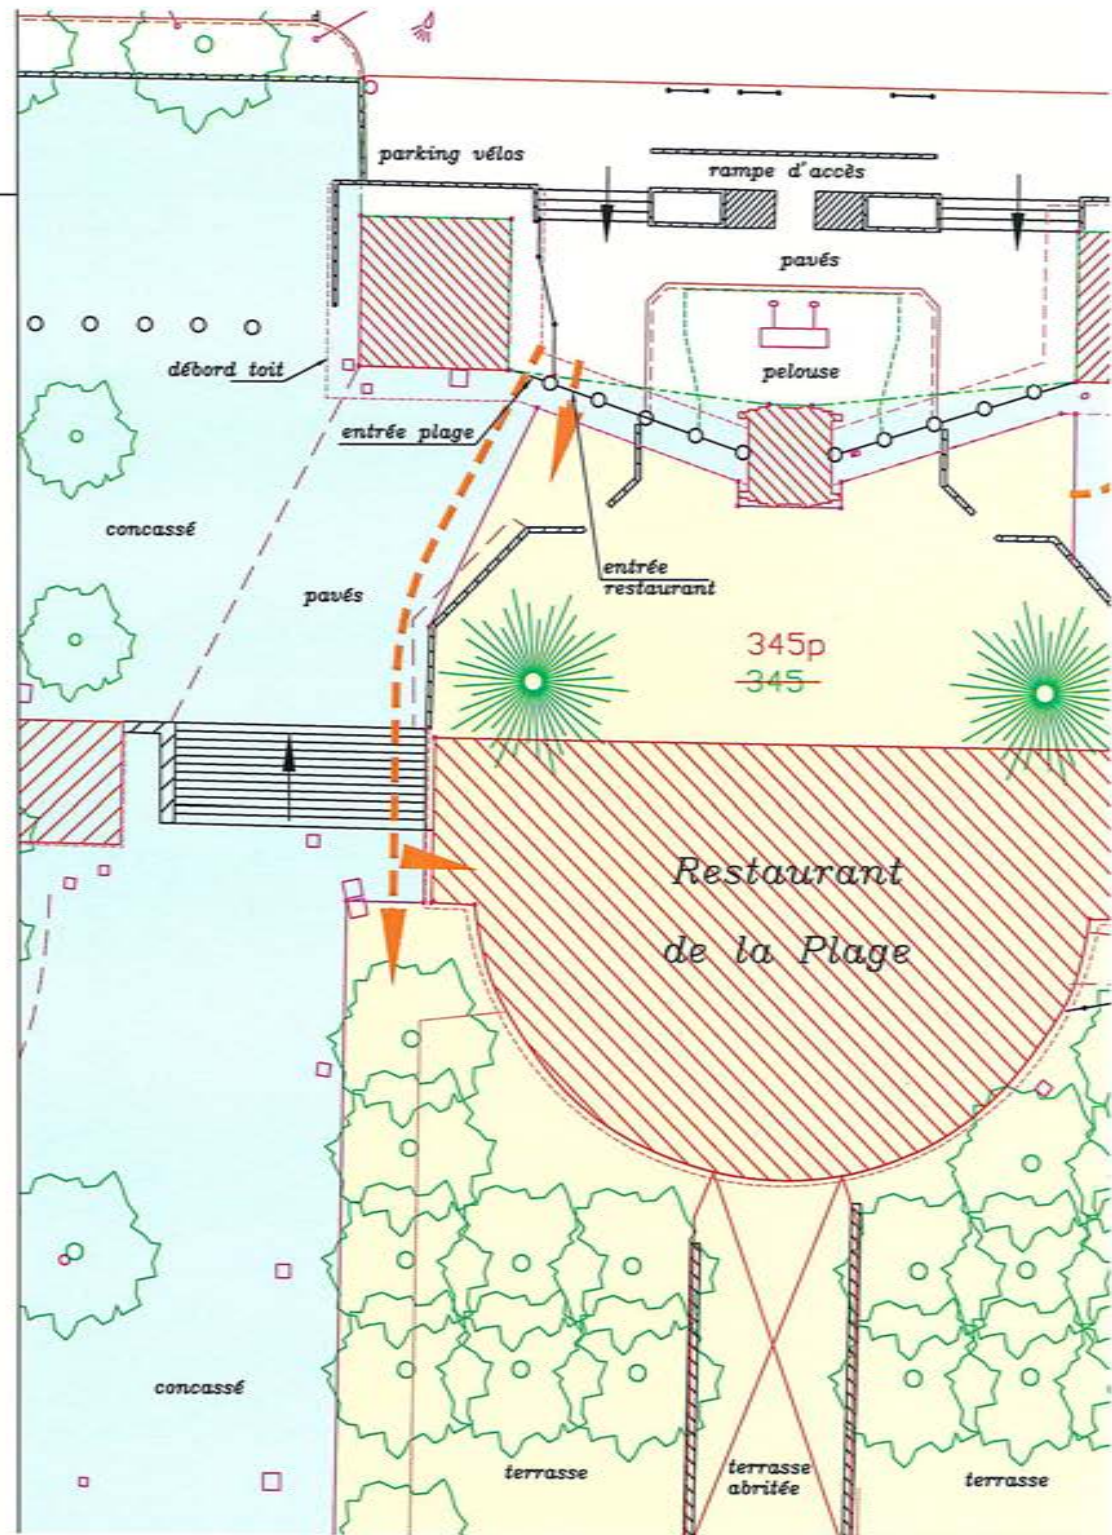 parking vélos
rampe d'accès
pavés
débord toit
pelouse
entrée plage
concassé
entrée
restaurant
pavés
345p
345
Restaurant
de la Plage
concassé
terrasse
terrasse
abritée
terrasse